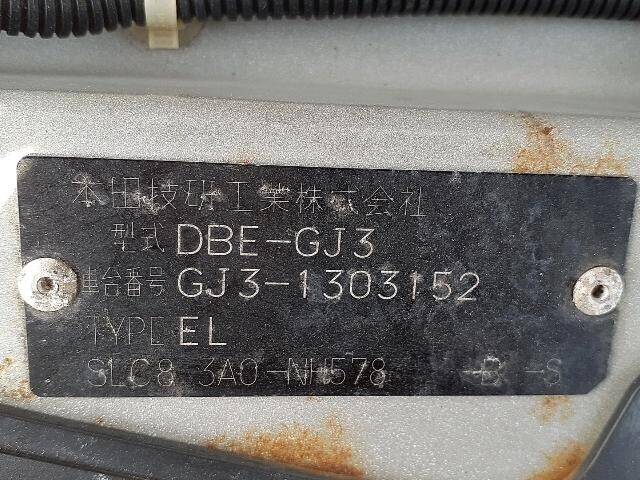 本田技研工業株式会社
型式 DBE-GJ3
車台番号 GJ3-1303152
TYPE EL
SLC8 3A0-NH578 -B -S